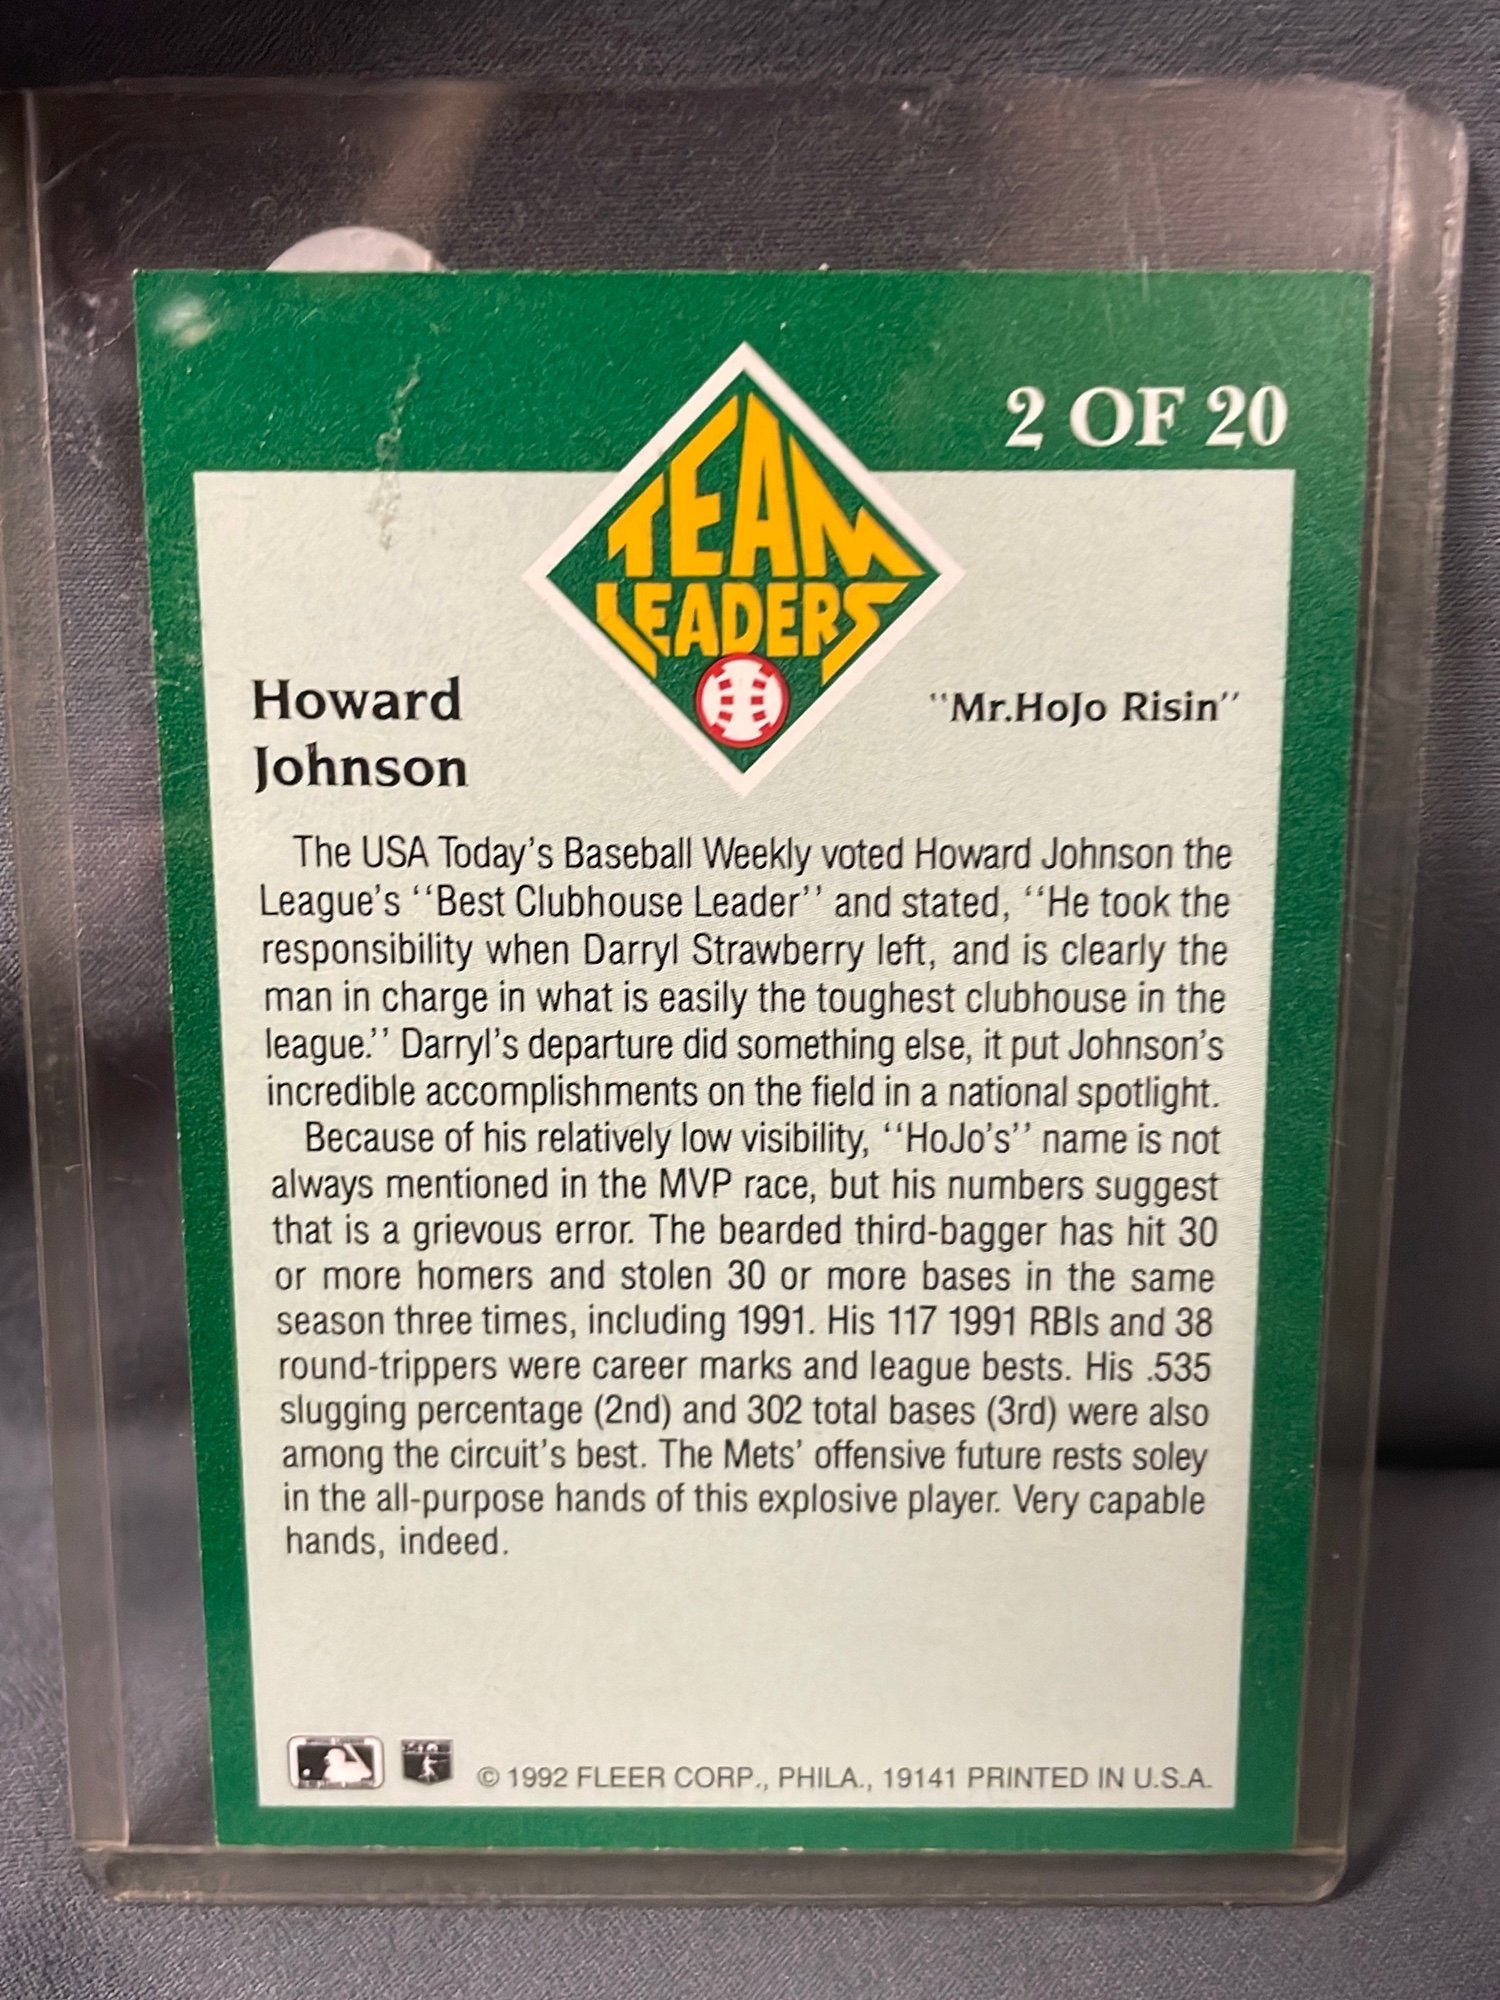 2 OF 20
TEAM
LEADERS
Howard
Johnson
"Mr.HoJo Risin"
The USA Today's Baseball Weekly voted Howard Johnson the
League's ''Best Clubhouse Leader'' and stated, ''He took the
responsibility when Darryl Strawberry left, and is clearly the
man in charge in what is easily the toughest clubhouse in the
league.'' Darryl's departure did something else, it put Johnson's
incredible accomplishments on the field in a national spotlight.
Because of his relatively low visibility, ''HoJo's'' name is not
always mentioned in the MVP race, but his numbers suggest
that is a grievous error. The bearded third-bagger has hit 30
or more homers and stolen 30 or more bases in the same
season three times, including 1991. His 117 1991 RBIs and 38
round-trippers were career marks and league bests. His .535
slugging percentage (2nd) and 302 total bases (3rd) were also
among the circuit's best. The Mets' offensive future rests soley
in the all-purpose hands of this explosive player. Very capable
hands, indeed.
© 1992 FLEER CORP., PHILA., 19141 PRINTED IN U.S.A.